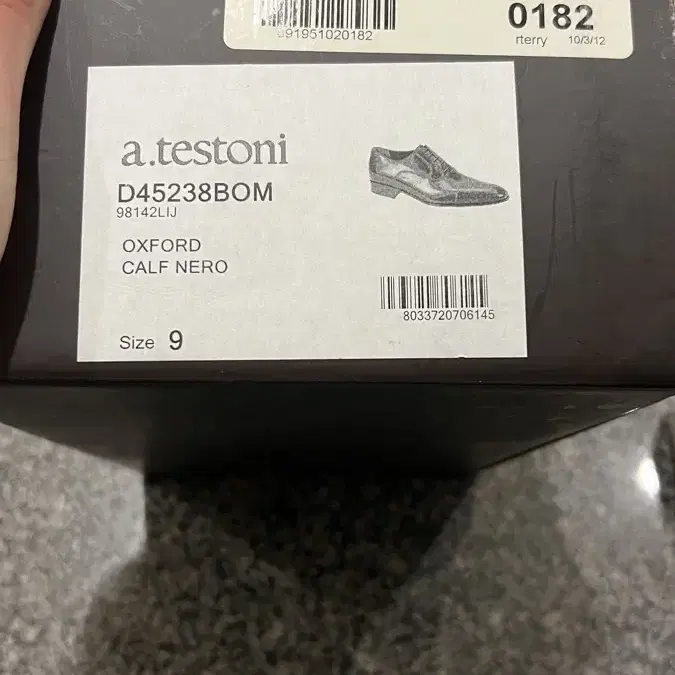 0182
091951020182
rterry 10/3/12
a.testoni
D45238BOM
98142LIJ
OXFORD
CALF NERO
8033720706145
Size 9